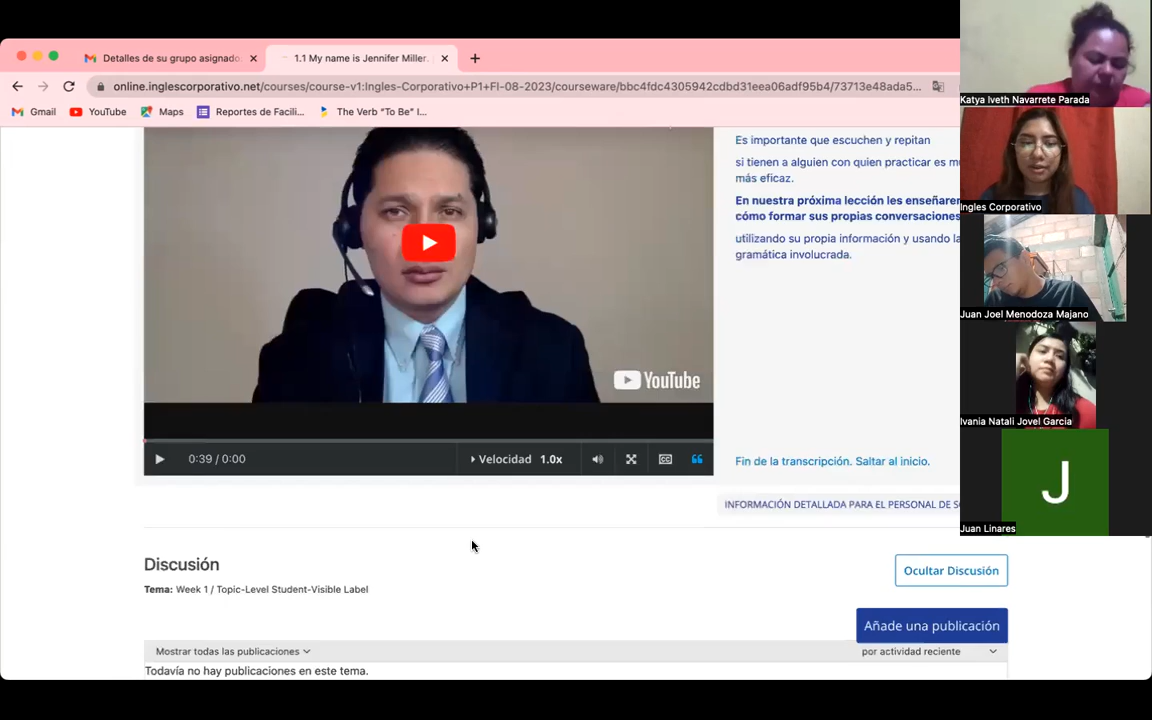 Detalles de su grupo asignado
1.1 My name is Jennifer Miller.
online.inglescorporativo.net/courses/course-v1:Ingles-Corporativo+P1+FI-08-2023/courseware/bbc4fdc4305942cdbd31eea06adf95b4/73713e48ada5...
Gmail
YouTube
Maps
Reportes de Facili...
The Verb "To Be" I...
Es importante que escuchen y repitan
si tienen a alguien con quien practicar es
más eficaz.
En nuestra próxima lección les
cómo formar sus propias conversaciones
utilizando su propia información y usando
gramática involucrada.
YouTube
0:39 / 0:00
Velocidad 1.0x
Fin de la transcripción. Saltar al inicio.
INFORMACIÓN DETALLADA PARA EL PERSONAL DE
Discusión
Ocultar Discusión
Tema: Week 1 / Topic-Level Student-Visible Label
Añade una publicación
Mostrar todas las publicaciones
por actividad reciente
Todavía no hay publicaciones en este tema.
Katya Iveth Navarrete Parada
Ingles Corporativo
Juan Joel Menodoza Majano
Ivania Natali Jovel Garcia
J
Juan Linares